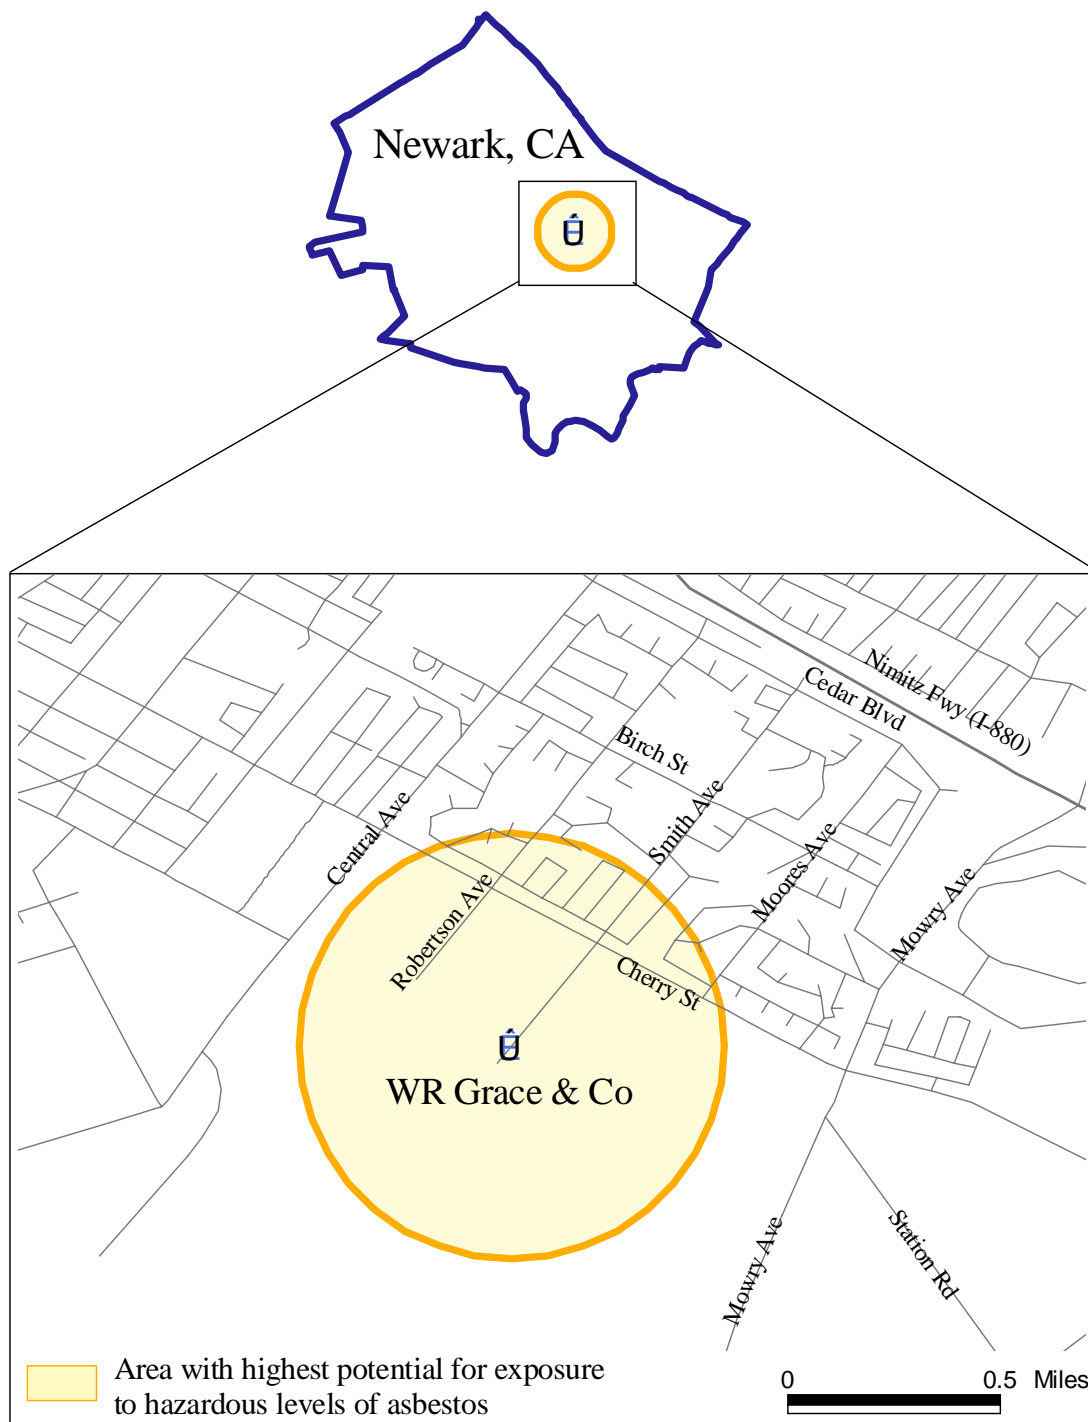 Newark, CA
Nimitz Fwy (I-880)
Cedar Blvd
Birch St
Smith Ave
Central Ave
Moores Ave
Robertson Ave
Mowry Ave
Cherry St
WR Grace & Co
Mowry Ave
Station Rd
Area with highest potential for exposure
to hazardous levels of asbestos
0 0.5 Miles